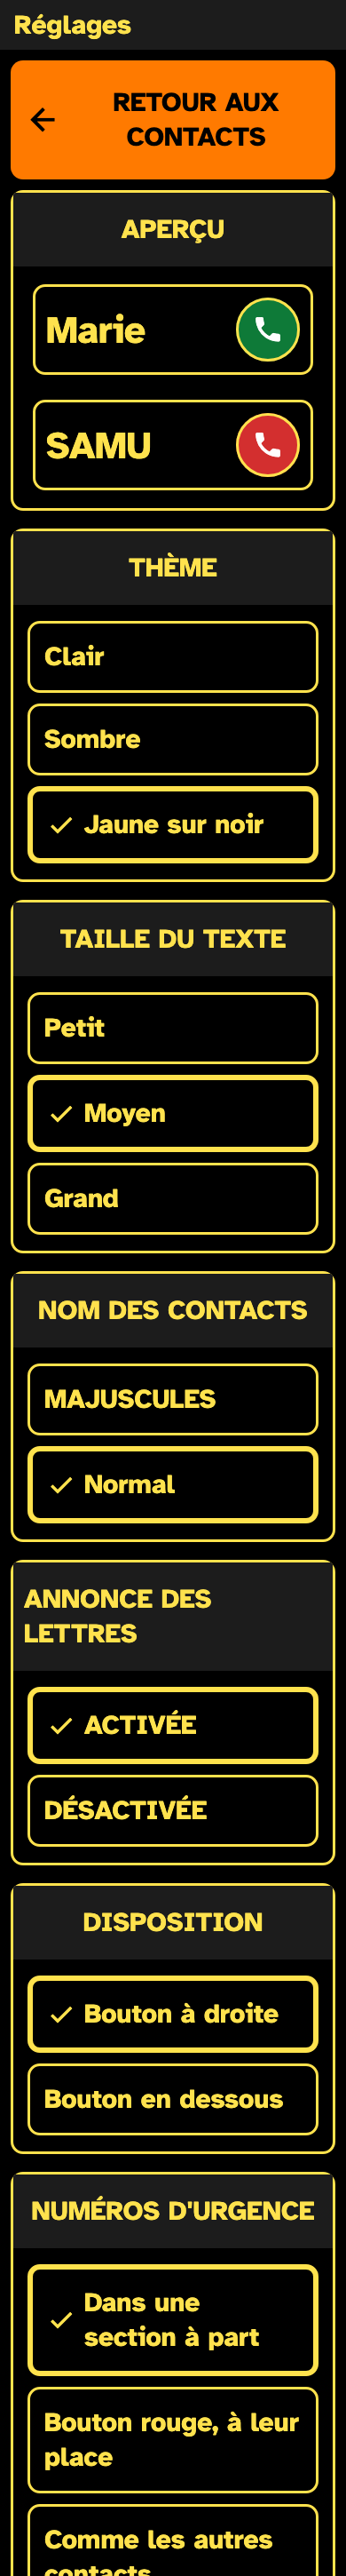 Réglages
RETOUR AUX
CONTACTS
APERÇU
Marie
SAMU
THÈME
Clair
Sombre
Jaune sur noir
TAILLE DU TEXTE
Petit
Moyen
Grand
NOM DES CONTACTS
MAJUSCULES
Normal
ANNONCE DES
LETTRES
ACTIVÉE
DÉSACTIVÉE
DISPOSITION
Bouton à droite
Bouton en dessous
NUMÉROS D'URGENCE
Dans une
section à part
Bouton rouge, à leur
place
Comme les autres
contacts